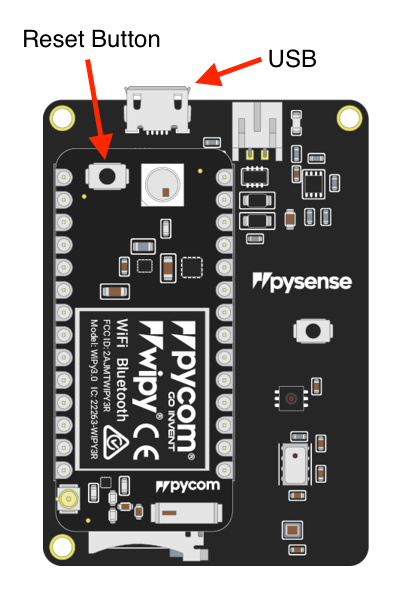 Reset Button
USB
pysense
pycom
GO INVENT
wipy® CE
WiFi Bluetooth
FCC ID: 2AJMTWIPY3R
Model: WiPy3.0 IC: 22263-WIPY3R
pycom